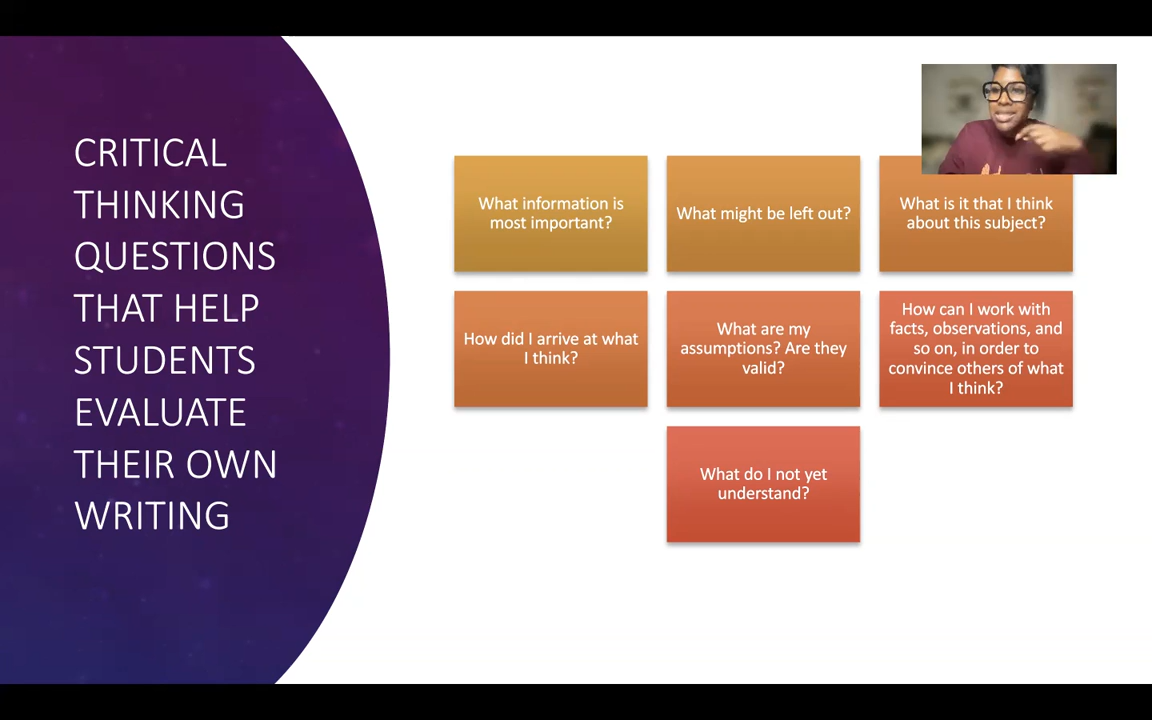 CRITICAL
THINKING
QUESTIONS
THAT HELP
STUDENTS
EVALUATE
THEIR OWN
WRITING
What information is
most important?
What might be left out?
What is it that I think
about this subject?
How did I arrive at what
I think?
What are my
assumptions? Are they
valid?
How can I work with
facts, observations, and
so on, in order to
convince others of what
I think?
What do I not yet
understand?